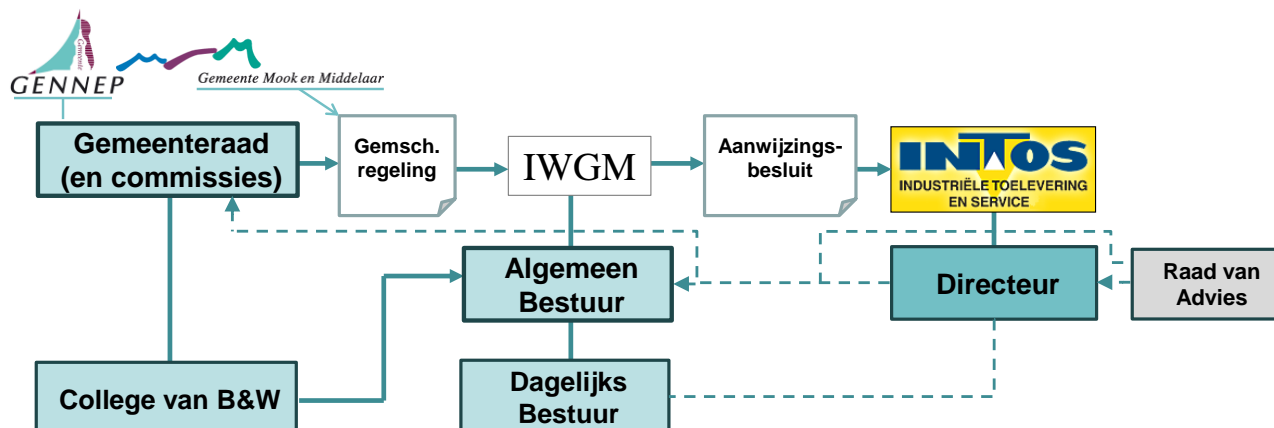 GENNEP
Gemeente
Gemeente Mook en Middelaar
Gemeenteraad
(en commissies)
Gemsch.
regeling
IWGM
Aanwijzings-
besluit
INTOS
INDUSTRIËLE TOELEVERING
EN SERVICE
Algemeen
Bestuur
Directeur
Raad van
Advies
College van B&W
Dagelijks
Bestuur